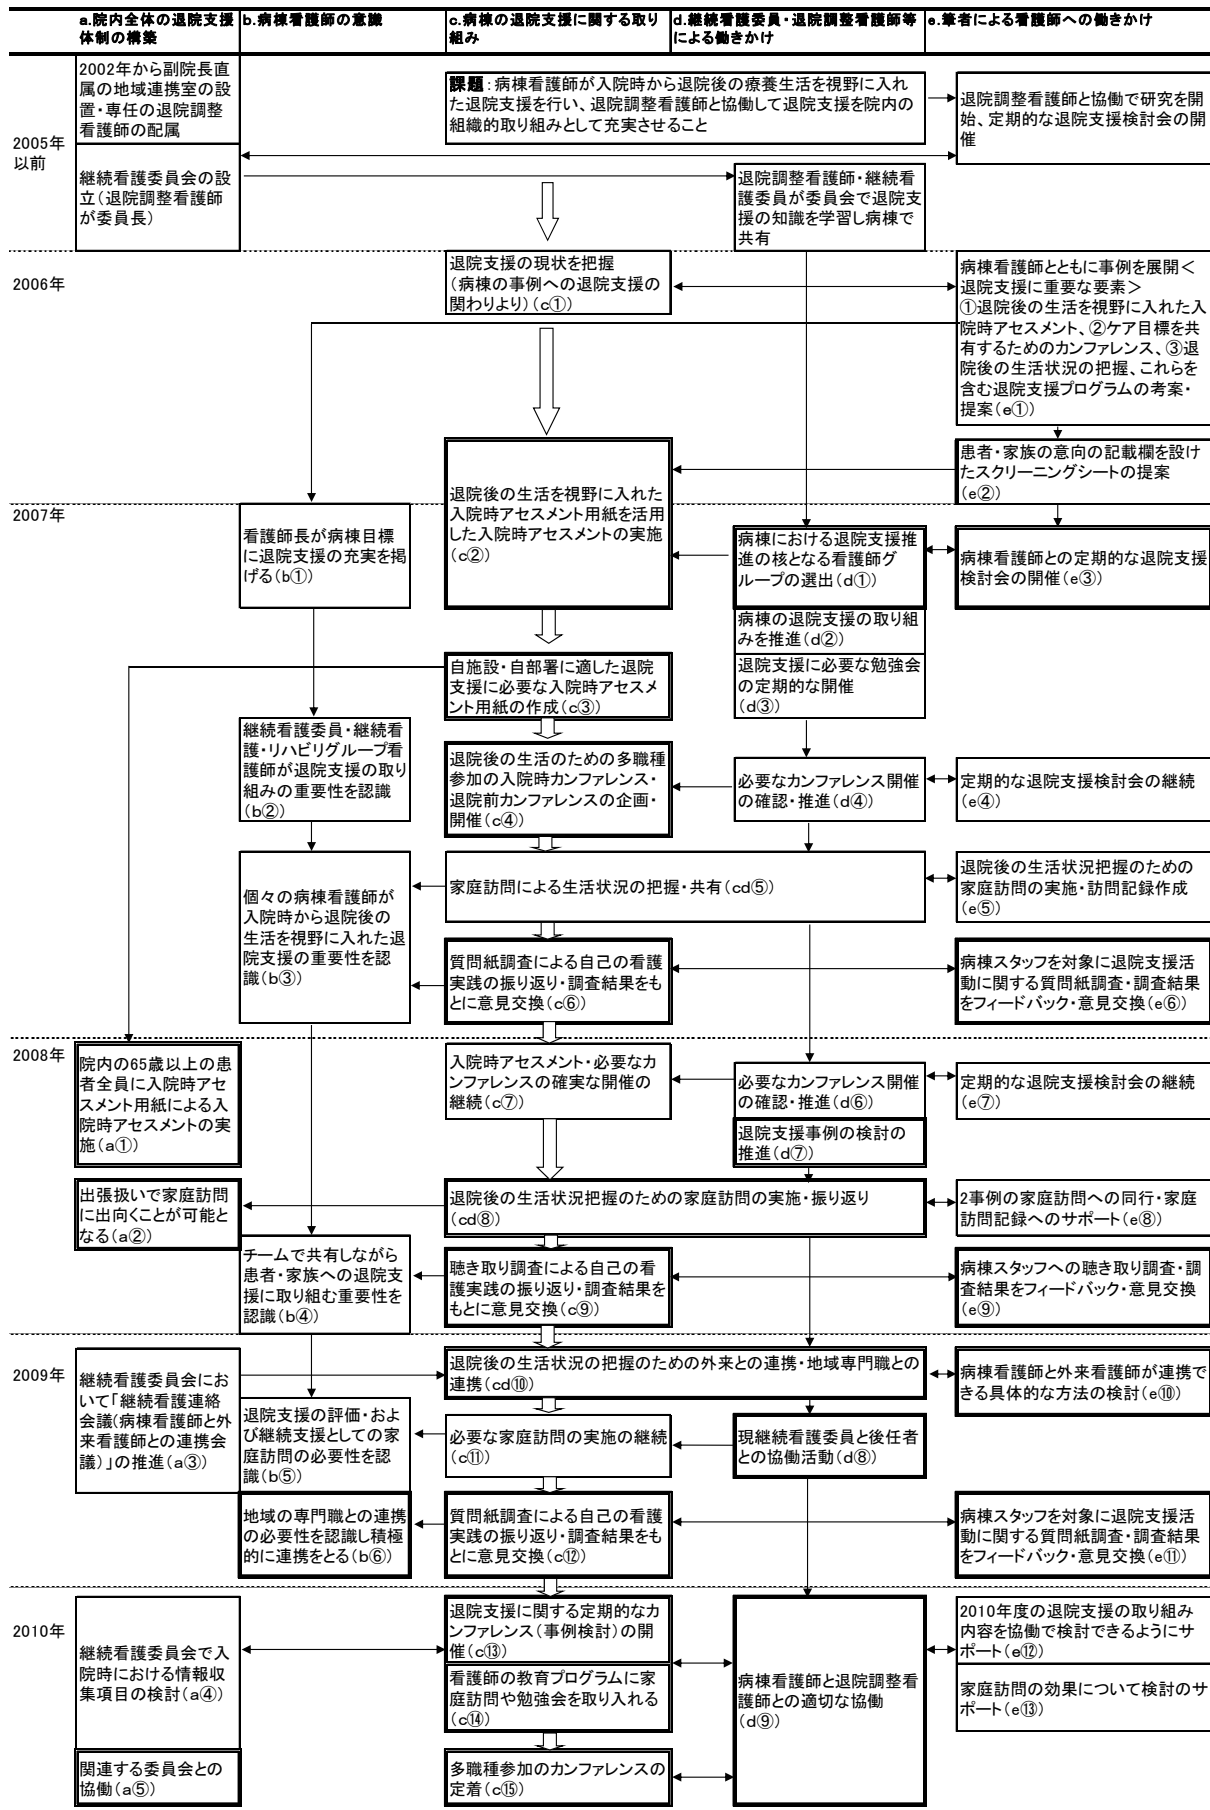 a.院内全体の退院支援
体制の構築
b.病棟看護師の意識
c.病棟の退院支援に関する取り
組み
d.継続看護委員・退院調整看護師等
による働きかけ
e.筆者による看護師への働きかけ
2005年
以前
2002年から副院長直
属の地域連携室の設
置・専任の退院調整
看護師の配属
課題：病棟看護師が入院時から退院後の療養生活を視野に入れ
た退院支援を行い、退院調整看護師と協働して退院支援を院内の
組織的取り組みとして充実させること
退院調整看護師と協働で研究を開
始、定期的な退院支援検討会の開
催
継続看護委員会の設
立（退院調整看護師
が委員長）
退院調整看護師・継続看
護委員が委員会で退院支
援の知識を学習し病棟で
共有
2006年
退院支援の現状を把握
（病棟の事例への退院支援の
関わりより）（c①）
病棟看護師とともに事例を展開＜
退院支援に重要な要素＞
①退院後の生活を視野に入れた入
院時アセスメント、②ケア目標を共
有するためのカンファレンス、③退
院後の生活状況の把握、これらを
含む退院支援プログラムの考案・
提案（e①）
患者・家族の意向の記載欄を設け
たスクリーニングシートの提案
（e②）
2007年
看護師長が病棟目標
に退院支援の充実を掲
げる（b①）
退院後の生活を視野に入れた
入院時アセスメント用紙を活用
した入院時アセスメントの実施
（c②）
病棟における退院支援推
進の核となる看護師グ
ループの選出（d①）
病棟看護師との定期的な退院支援
検討会の開催（e③）
病棟の退院支援の取り組
みを推進（d②）
退院支援に必要な勉強会
の定期的な開催
（d③）
自施設・自部署に適した退院
支援に必要な入院時アセスメ
ント用紙の作成（c③）
継続看護委員・継続看
護・リハビリグループ看
護師が退院支援の取り
組みの重要性を認識
（b②）
退院後の生活のための多職種
参加の入院時カンファレンス・
退院前カンファレンスの企画・
開催（c④）
必要なカンファレンス開催
の確認・推進（d④）
定期的な退院支援検討会の継続
（e④）
個々の病棟看護師が
入院時から退院後の
生活を視野に入れた退
院支援の重要性を認
識（b③）
家庭訪問による生活状況の把握・共有（cd⑤）
退院後の生活状況把握のための
家庭訪問の実施・訪問記録作成
（e⑤）
質問紙調査による自己の看護
実践の振り返り・調査結果をも
とに意見交換（c⑥）
病棟スタッフを対象に退院支援活
動に関する質問紙調査・調査結果
をフィードバック・意見交換（e⑥）
2008年
院内の65歳以上の患
者全員に入院時アセ
スメント用紙による入
院時アセスメントの実
施（a①）
入院時アセスメント・必要なカ
ンファレンスの確実な開催の
継続（c⑦）
必要なカンファレンス開催
の確認・推進（d⑥）
定期的な退院支援検討会の継続
（e⑦）
退院支援事例の検討の
推進（d⑦）
出張扱いで家庭訪問
に出向くことが可能と
なる（a②）
退院後の生活状況把握のための家庭訪問の実施・振り返り
（cd⑧）
2事例の家庭訪問への同行・家庭
訪問記録へのサポート（e⑧）
チームで共有しながら
患者・家族への退院支
援に取り組む重要性を
認識（b④）
聴き取り調査による自己の看
護実践の振り返り・調査結果を
もとに意見交換（c⑨）
病棟スタッフへの聴き取り調査・調
査結果をフィードバック・意見交換
（e⑨）
2009年
継続看護委員会にお
いて「継続看護連絡
会議（病棟看護師と外
来看護師との連携会
議）」の推進（a③）
退院後の生活状況の把握のための外来との連携・地域専門職との
連携（cd⑩）
病棟看護師と外来看護師が連携で
きる具体的な方法の検討（e⑩）
退院支援の評価・およ
び継続支援としての家
庭訪問の必要性を認
識（b⑤）
必要な家庭訪問の実施の継続
（c⑪）
現継続看護委員と後任者
との協働活動（d⑧）
地域の専門職との連携
の必要性を認識し積極
的に連携をとる（b⑥）
質問紙調査による自己の看護
実践の振り返り・調査結果をも
とに意見交換（c⑫）
病棟スタッフを対象に退院支援活
動に関する質問紙調査・調査結果
をフィードバック・意見交換（e⑪）
2010年
継続看護委員会で入
院時における情報収
集項目の検討（a④）
退院支援に関する定期的なカ
ンファレンス（事例検討）の開
催（c⑬）
病棟看護師と退院調整看
護師との適切な協働
（d⑨）
2010年度の退院支援の取り組み
内容を協働で検討できるようにサ
ポート（e⑫）
看護師の教育プログラムに家
庭訪問や勉強会を取り入れる
（c⑭）
家庭訪問の効果について検討のサ
ポート（e⑬）
関連する委員会との
協働（a⑤）
多職種参加のカンファレンスの
定着（c⑮）